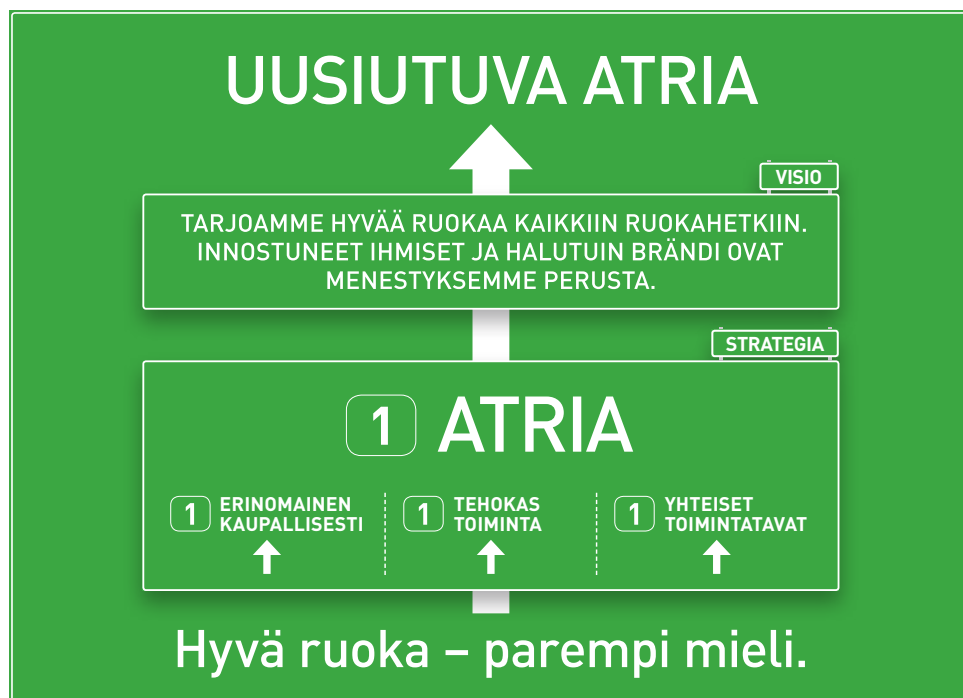 UUSIUTUVA ATRIA
VISIO
TARJOAMME HYVÄÄ RUOKAA KAIKKIIN RUOKAHETKIIN.
INNOSTUNEET IHMISET JA HALUTUIN BRÄNDI OVAT
MENESTYKSEMME PERUSTA.
STRATEGIA
1 ATRIA
1 ERINOMAINEN
KAUPALLISESTI
1 TEHOKAS
TOIMINTA
1 YHTEISET
TOIMINTATAVAT
Hyvä ruoka – parempi mieli.